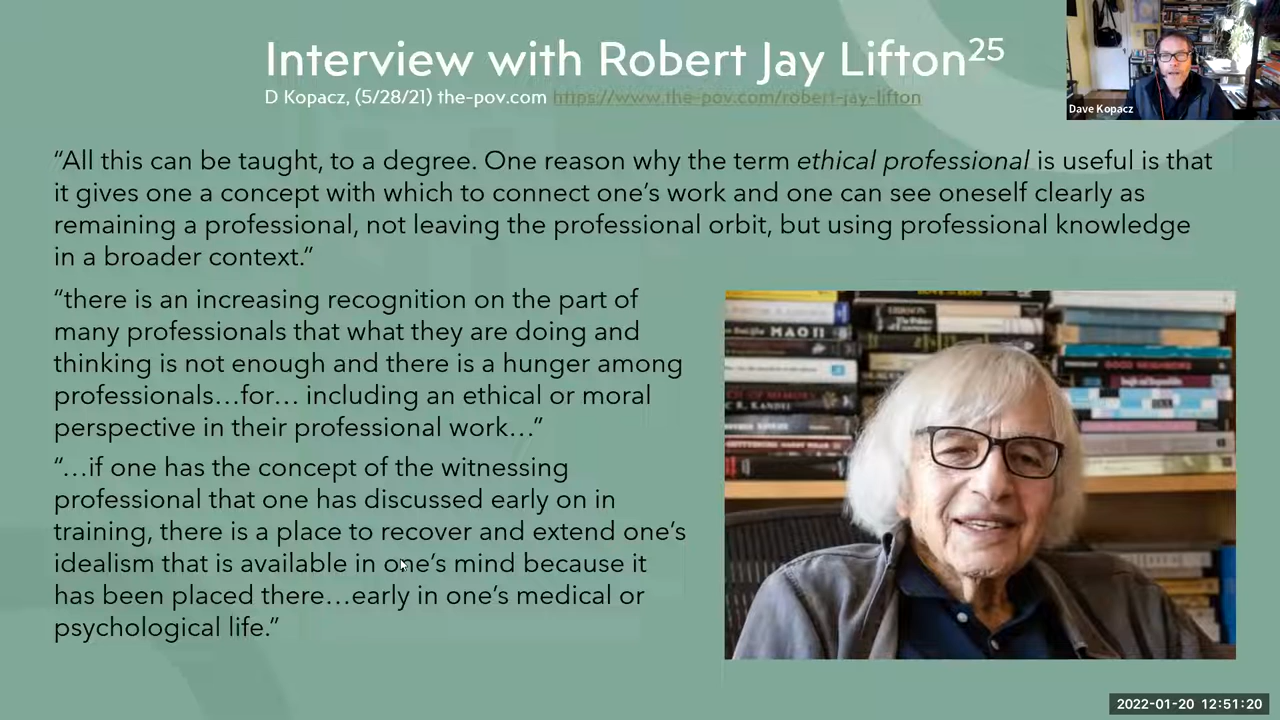 Interview with Robert Jay Lifton25
D Kopacz, (5/28/21) the-pov.com https://www.the-pov.com/robert-jay-lifton
Dave Kopacz
“All this can be taught, to a degree. One reason why the term ethical professional is useful is that
it gives one a concept with which to connect one’s work and one can see oneself clearly as
remaining a professional, not leaving the professional orbit, but using professional knowledge
in a broader context.”
“there is an increasing recognition on the part of
many professionals that what they are doing and
thinking is not enough and there is a hunger among
professionals…for… including an ethical or moral
perspective in their professional work…”
“…if one has the concept of the witnessing
professional that one has discussed early on in
training, there is a place to recover and extend one’s
idealism that is available in one’s mind because it
has been placed there…early in one’s medical or
psychological life.”
MAO II
2022-01-20 12:51:20